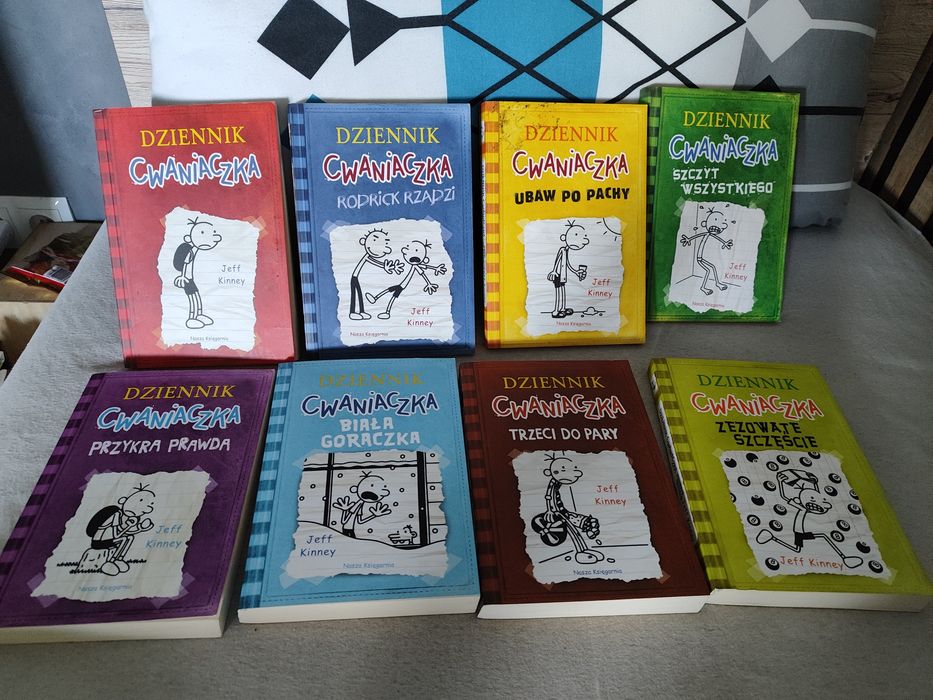 DZIENNIK
CWANIACZKA
Jeff
Kinney
Nasza Księgarnia
DZIENNIK
CWANIACZKA
RODRICK RZĄDZI
Jeff
Kinney
Nasza Księgarnia
DZIENNIK
CWANIACZKA
UBAW PO PACHY
Jeff
Kinney
Nasza Księgarnia
DZIENNIK
CWANIACZKA
SZCZYT
WSZYSTKIEGO
Jeff
Kinney
Nasza Księgarnia
DZIENNIK
CWANIACZKA
PRZYKRA PRAWDA
Jeff
Kinney
Nasza Księgarnia
DZIENNIK
CWANIACZKA
BIAŁA
GORĄCZKA
Jeff
Kinney
Nasza Księgarnia
DZIENNIK
CWANIACZKA
TRZECI DO PARY
Jeff
Kinney
Nasza Księgarnia
DZIENNIK
CWANIACZKA
ZEZOWATE
SZCZĘŚCIE
Jeff Kinney